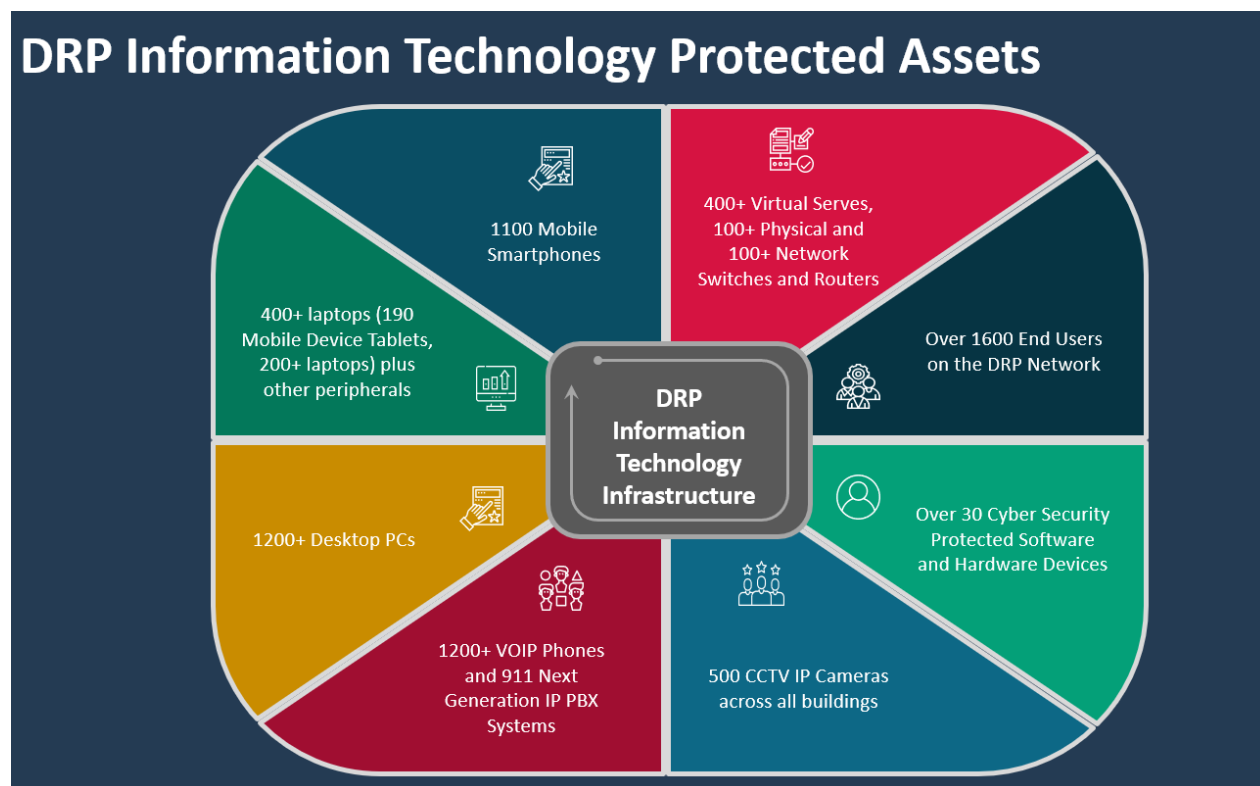 DRP Information Technology Protected Assets
1100 Mobile
Smartphones
400+ Virtual Serves,
100+ Physical and
100+ Network
Switches and Routers
400+ laptops (190
Mobile Device Tablets,
200+ laptops) plus
other peripherals
Over 1600 End Users
on the DRP Network
DRP
Information
Technology
Infrastructure
1200+ Desktop PCs
Over 30 Cyber Security
Protected Software
and Hardware Devices
1200+ VOIP Phones
and 911 Next
Generation IP PBX
Systems
500 CCTV IP Cameras
across all buildings